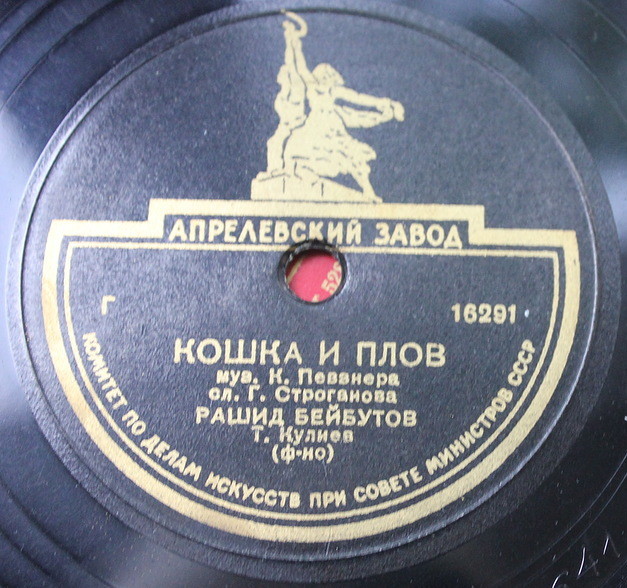 АПРЕЛЕВСКИЙ ЗАВОД
Г
16291
КОШКА И ПЛОВ
муз. К. Певзнера
сл. Г. Строганова
РАШИД БЕЙБУТОВ
Т. Кулиев
(ф-но)
КОМИТЕТ ПО ДЕЛАМ ИСКУССТВ ПРИ СОВЕТЕ МИНИСТРОВ СССР